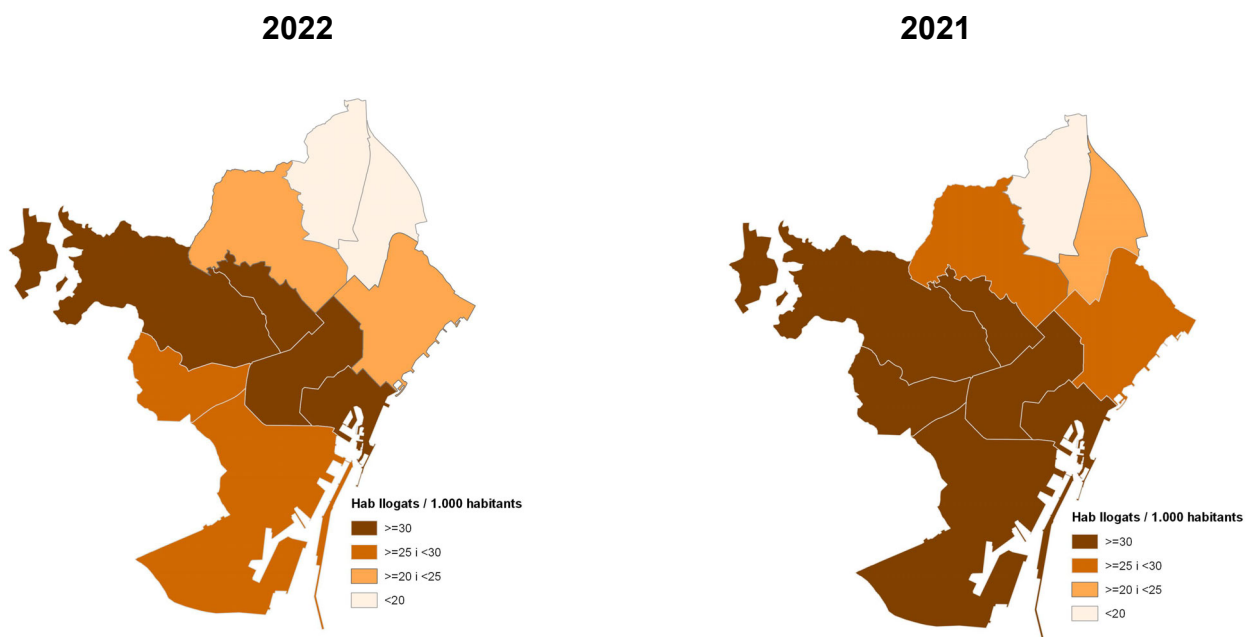 2022
2021
Hab llogats / 1.000 habitants
>=30
>=25 i <30
>=20 i <25
<20
Hab llogats / 1.000 habitants
>=30
>=25 i <30
>=20 i <25
<20